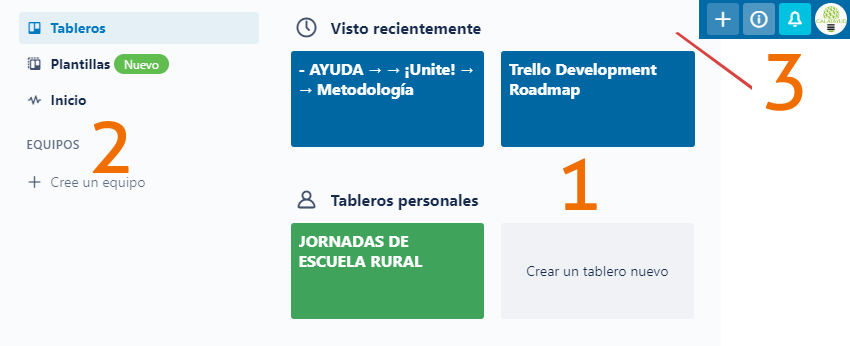 Tableros
Plantillas Nuevo
Inicio
EQUIPOS
2
+ Cree un equipo
Visto recientemente
- AYUDA → → ¡Unite! →
→ Metodología
Trello Development
Roadmap
1
Tableros personales
JORNADAS DE
ESCUELA RURAL
Crear un tablero nuevo
3